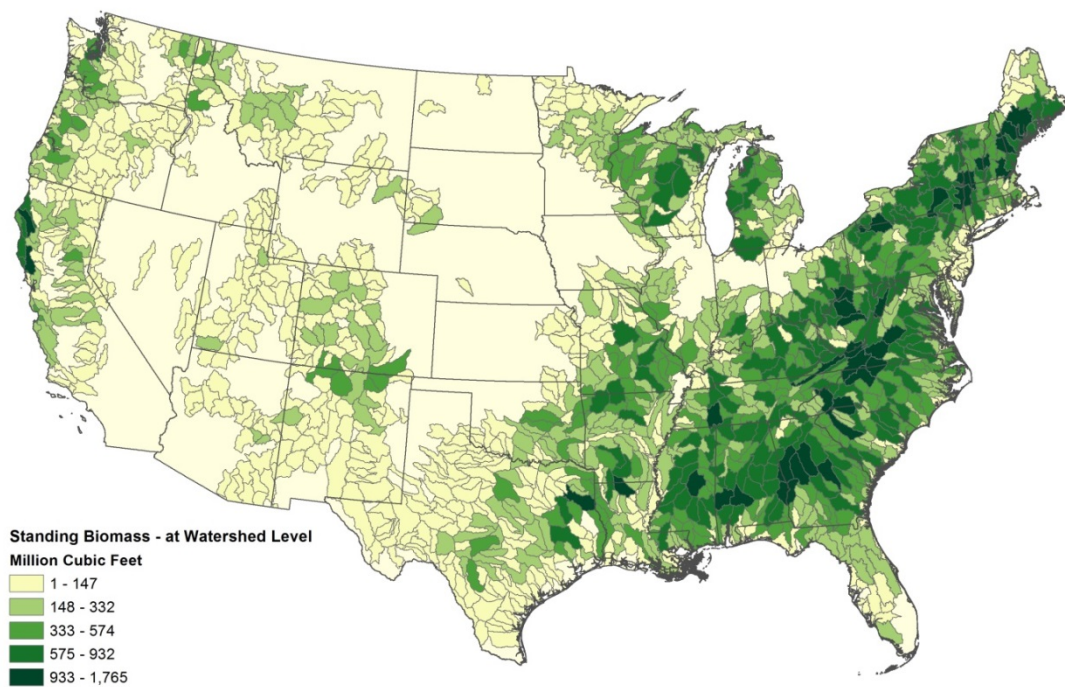 Standing Biomass - at Watershed Level
Million Cubic Feet
1 - 147
148 - 332
333 - 574
575 - 932
933 - 1,765